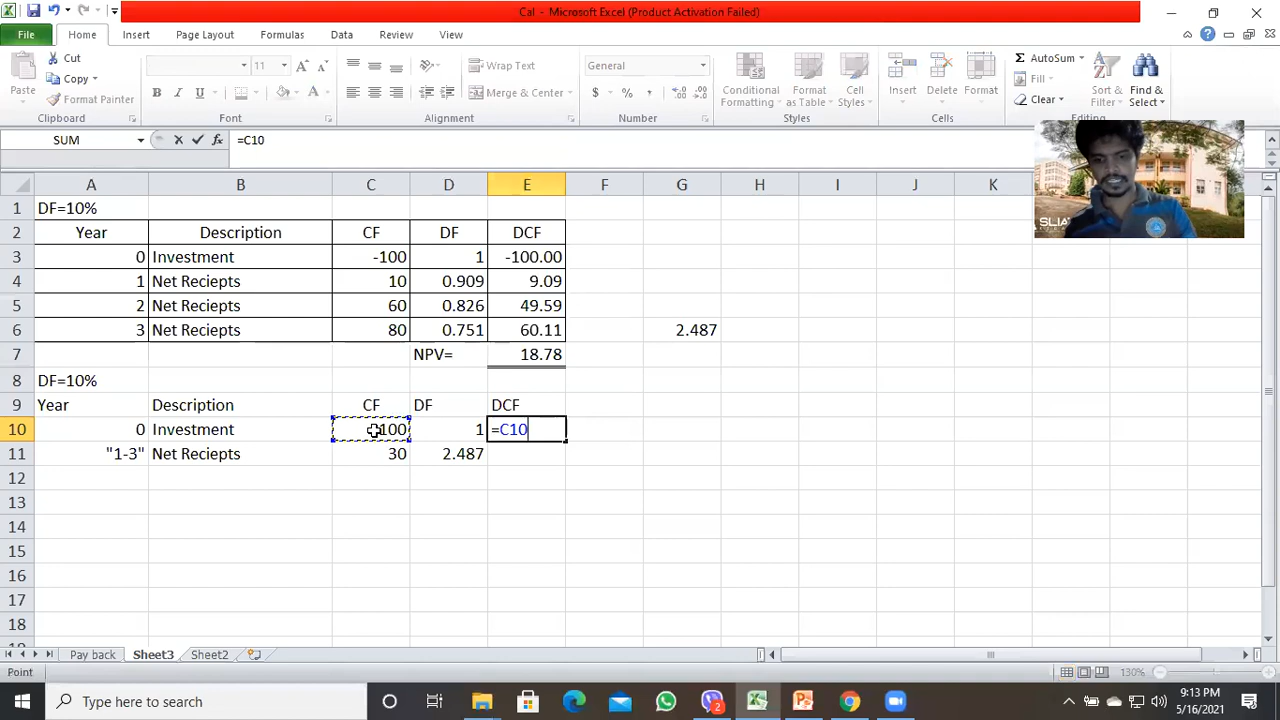 Cal - Microsoft Excel (Product Activation Failed)
File Home Insert Page Layout Formulas Data Review View
Paste Cut Copy Format Painter
11 A A Wrap Text General AutoSum
B I U A Merge & Center $ % , Fill
Conditional Formatting Format as Table Cell Styles Insert Delete Format Clear Sort & Filter Find & Select
Clipboard Font Alignment Number Styles Cells Editing
SUM fx =C10
A B C D E F G H I J K
1 DF=10%
2 Year Description CF DF DCF
3 0 Investment -100 1 -100.00
4 1 Net Reciepts 10 0.909 9.09
5 2 Net Reciepts 60 0.826 49.59
6 3 Net Reciepts 80 0.751 60.11 2.487
7 NPV= 18.78
8 DF=10%
9 Year Description CF DF DCF
10 0 Investment 100 1 =C10
11 "1-3" Net Reciepts 30 2.487
12
13
14
15
16
17
18
Pay back Sheet3 Sheet2
Point 130%
Type here to search 2 9:13 PM
5/16/2021